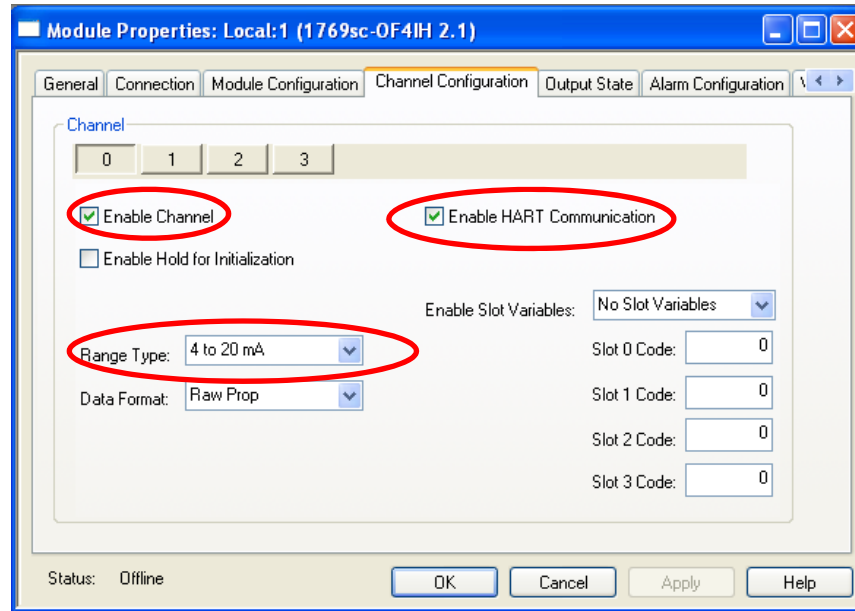 Module Properties: Local:1 (1769sc-OF4IH 2.1)
General Connection Module Configuration Channel Configuration Output State Alarm Configuration
Channel
0 1 2 3
Enable Channel Enable HART Communication
Enable Hold for Initialization
Enable Slot Variables: No Slot Variables
Range Type: 4 to 20 mA Slot 0 Code: 0
Data Format: Raw Prop Slot 1 Code: 0
Slot 2 Code: 0
Slot 3 Code: 0
Status: Offline OK Cancel Apply Help